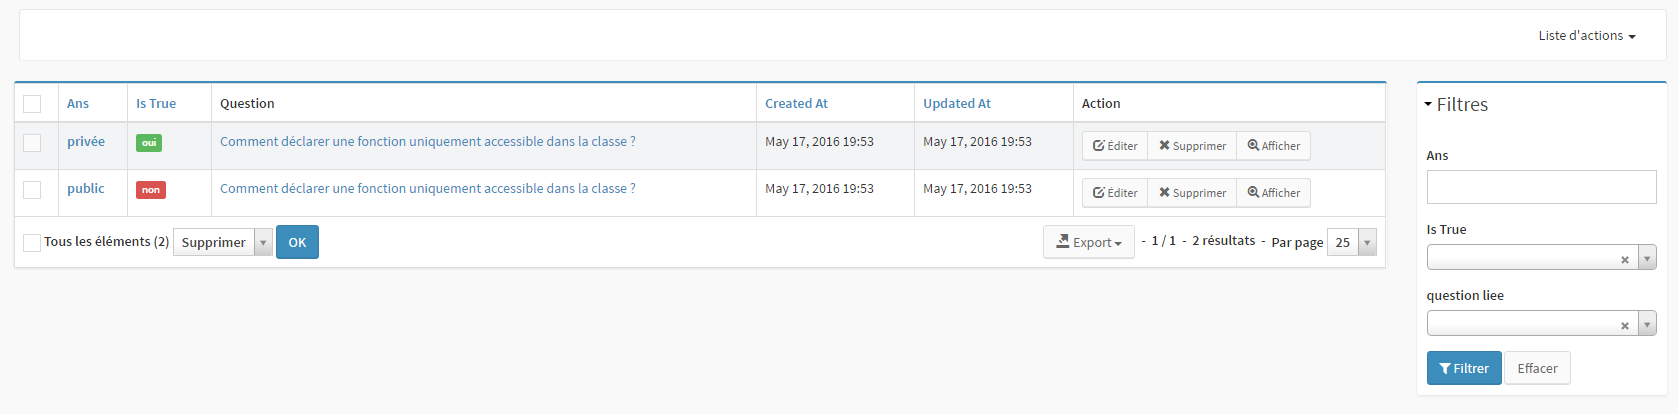 Liste d'actions
Ans Is True Question Created At Updated At Action
privée oui Comment déclarer une fonction uniquement accessible dans la classe ? May 17, 2016 19:53 May 17, 2016 19:53 Éditer Supprimer Afficher
public non Comment déclarer une fonction uniquement accessible dans la classe ? May 17, 2016 19:53 May 17, 2016 19:53 Éditer Supprimer Afficher
Tous les éléments (2) Supprimer OK Export - 1 / 1 - 2 résultats - Par page 25
Filtres
Ans
Is True
question liee
Filtrer Effacer